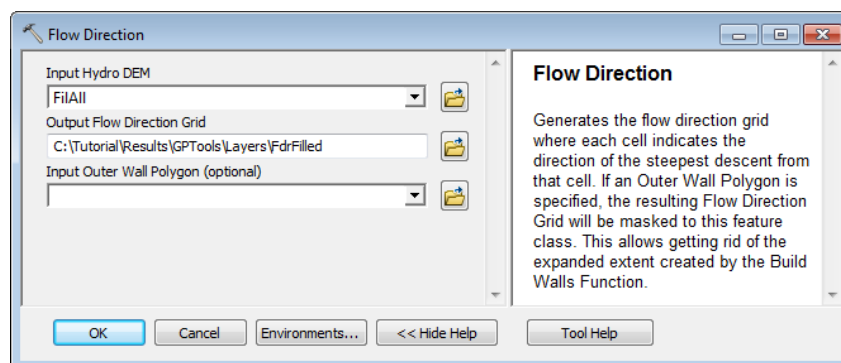 Flow Direction
Input Hydro DEM
FilAll
Output Flow Direction Grid
C:\Tutorial\Results\GPTools\Layers\FdrFilled
Input Outer Wall Polygon (optional)
Flow Direction
Generates the flow direction grid
where each cell indicates the
direction of the steepest descent from
that cell. If an Outer Wall Polygon is
specified, the resulting Flow Direction
Grid will be masked to this feature
class. This allows getting rid of the
expanded extent created by the Build
Walls Function.
OK
Cancel
Environments...
<< Hide Help
Tool Help